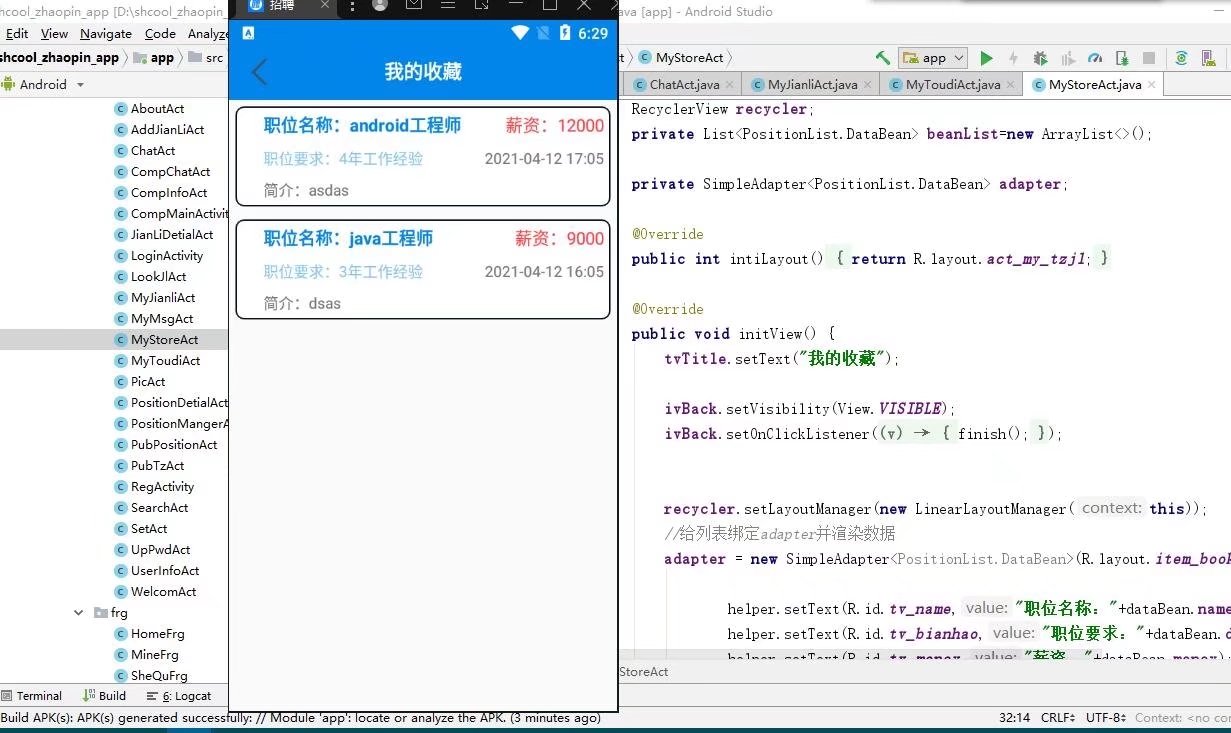 shcool_zhaopin_app [D:\shcool_zhaopin_
java [app] - Android Studio
Edit View Navigate Code Analyze
shcool_zhaopin_app app src
MyStoreAct
app
Android
ChatAct.java
MyJianliAct.java
MyToudiAct.java
MyStoreAct.java
AboutAct
AddJianLiAct
ChatAct
CompChatAct
CompInfoAct
CompMainActivit
JianLiDetialAct
LoginActivity
LookJlAct
MyJianliAct
MyMsgAct
MyStoreAct
MyToudiAct
PicAct
PositionDetialAct
PositionMangerA
PubPositionAct
PubTzAct
RegActivity
SearchAct
SetAct
UpPwdAct
UserInfoAct
WelcomAct
frg
HomeFrg
MineFrg
SheQuFrg
招聘
A
6:29
我的收藏
职位名称：android工程师 薪资：12000
职位要求：4年工作经验 2021-04-12 17:05
简介：asdas
职位名称：java工程师 薪资：9000
职位要求：3年工作经验 2021-04-12 16:05
简介：dsas
RecyclerView recycler;
private List<PositionList.DataBean> beanList=new ArrayList<>();
private SimpleAdapter<PositionList.DataBean> adapter;
@Override
public int intiLayout() { return R.layout.act_my_tzjl; }
@Override
public void initView() {
tvTitle.setText("我的收藏");
ivBack.setVisibility(View.VISIBLE);
ivBack.setOnClickListener((v) → { finish(); });
recycler.setLayoutManager(new LinearLayoutManager( context: this));
//给列表绑定adapter并渲染数据
adapter = new SimpleAdapter<PositionList.DataBean>(R.layout.item_book
helper.setText(R.id.tv_name, value: "职位名称："+dataBean.name
helper.setText(R.id.tv_bianhao, value: "职位要求："+dataBean.d
helper.setText(R.id.tv_money, value: "薪资："+dataBean.money);
StoreAct
Terminal Build 6: Logcat
Build APK(s): APK(s) generated successfully: // Module 'app': locate or analyze the APK. (3 minutes ago)
32:14 CRLF UTF-8 Context: <no con